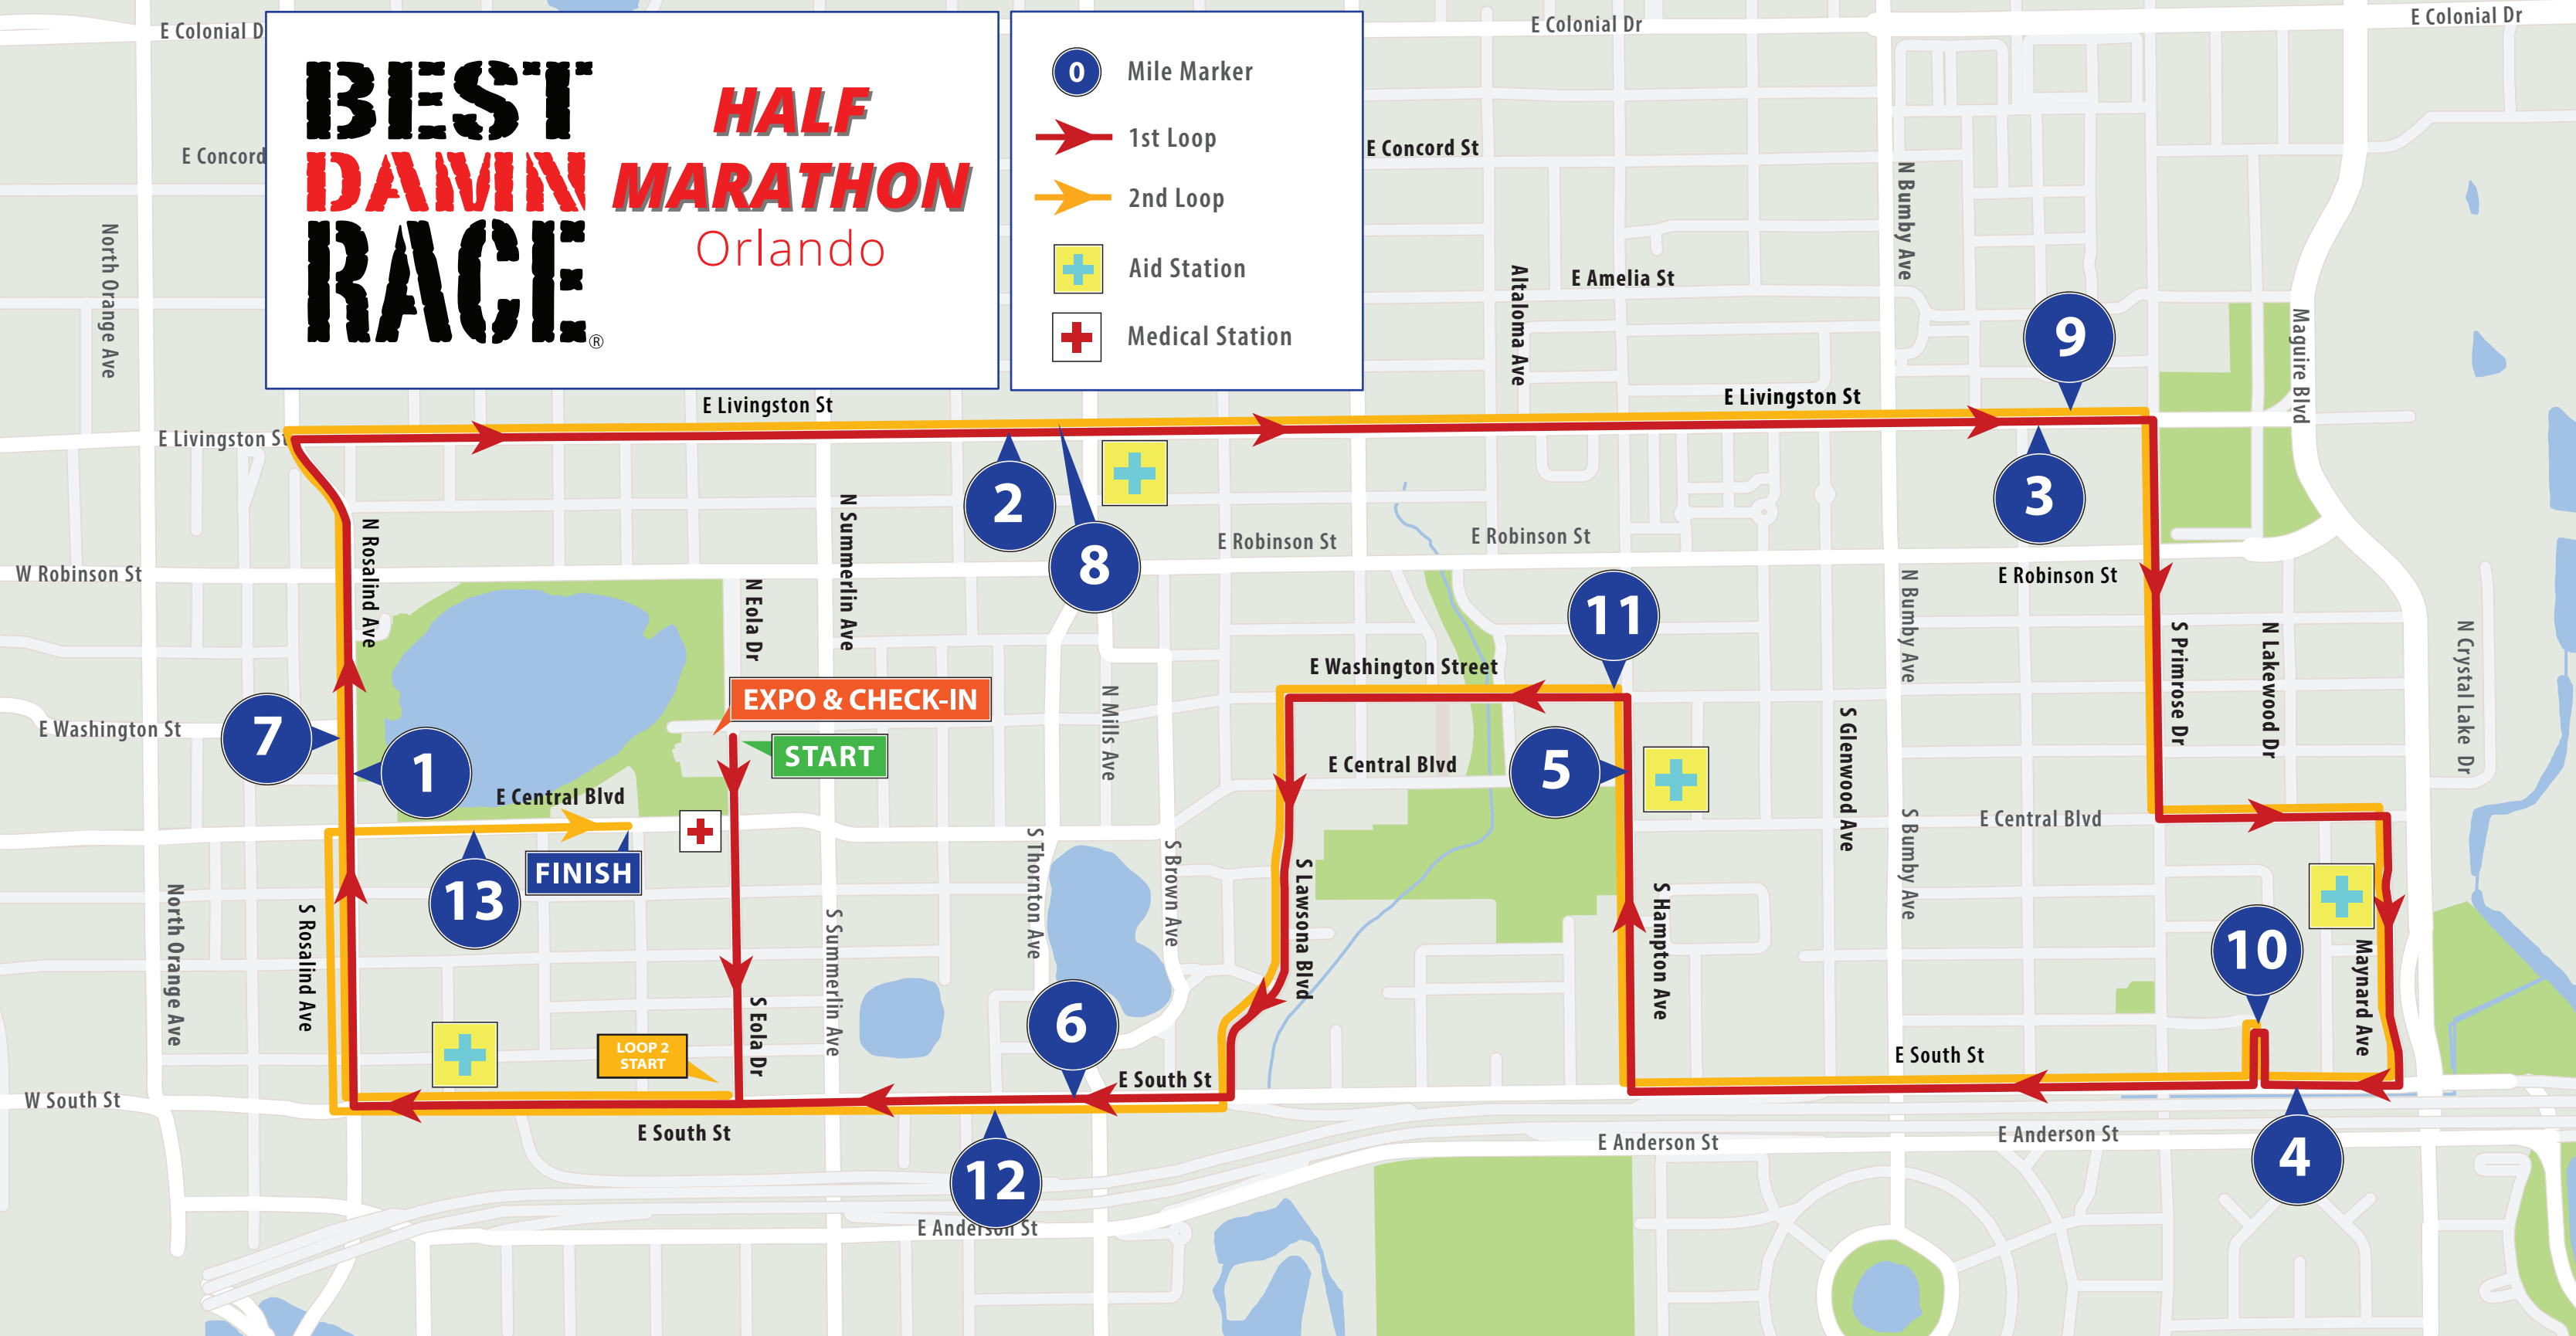 E Colonial D
E Colonial Dr
E Colonial Dr
BEST
DAMN
RACE®
HALF
MARATHON
Orlando
0 Mile Marker
1st Loop
2nd Loop
Aid Station
Medical Station
E Concord
E Concord St
N Bumby Ave
North Orange Ave
Altaloma Ave
E Amelia St
9
Maguire Blvd
E Livingston St
E Livingston St
E Livingston St
2
3
8
N Rosalind Ave
N Summerlin Ave
E Robinson St
E Robinson St
W Robinson St
E Robinson St
N Eola Dr
11
N Bumby Ave
S Primrose Dr
N Lakewood Dr
N Crystal Lake Dr
E Washington Street
EXPO & CHECK-IN
N Mills Ave
E Washington St
7
1
START
E Central Blvd
5
S Glenwood Ave
E Central Blvd
E Central Blvd
S Bumby Ave
FINISH
13
S Thornton Ave
S Brown Ave
S Lawsona Blvd
S Hampton Ave
North Orange Ave
S Rosalind Ave
S Summerlin Ave
10
Maynard Ave
6
LOOP 2
START
S Eola Dr
E South St
E South St
W South St
E South St
E Anderson St
E Anderson St
4
12
E Anderson St